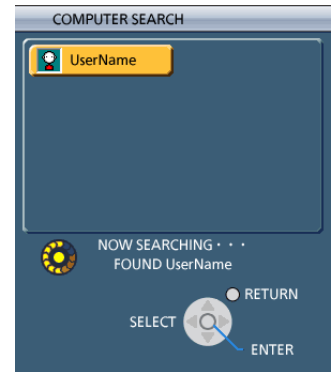 COMPUTER SEARCH
UserName
NOW SEARCHING・・・
FOUND UserName
RETURN
SELECT
ENTER